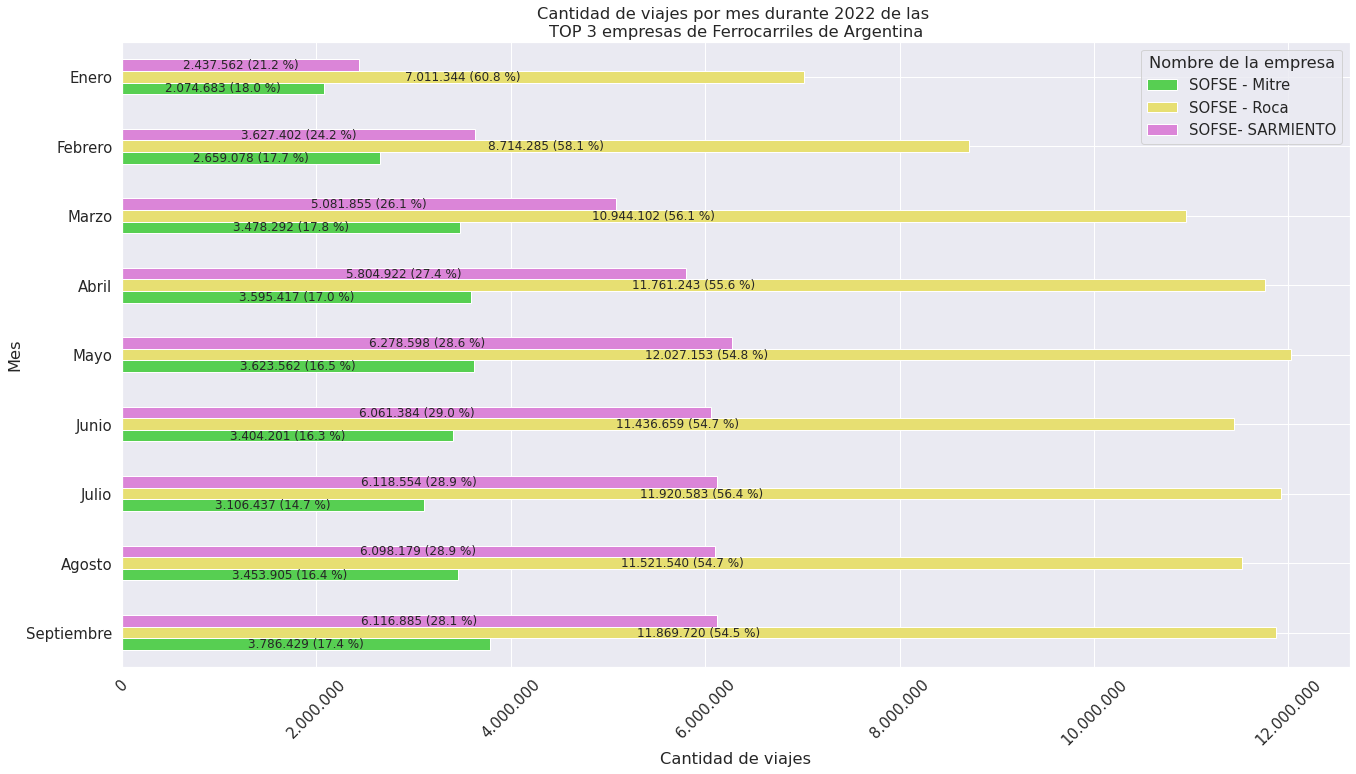 Cantidad de viajes por mes durante 2022 de las
TOP 3 empresas de Ferrocarriles de Argentina
Nombre de la empresa
SOFSE - Mitre
SOFSE - Roca
SOFSE- SARMIENTO
Mes
Enero
2.437.562 (21.2 %)
7.011.344 (60.8 %)
2.074.683 (18.0 %)
Febrero
3.627.402 (24.2 %)
8.714.285 (58.1 %)
2.659.078 (17.7 %)
Marzo
5.081.855 (26.1 %)
10.944.102 (56.1 %)
3.478.292 (17.8 %)
Abril
5.804.922 (27.4 %)
11.761.243 (55.6 %)
3.595.417 (17.0 %)
Mayo
6.278.598 (28.6 %)
12.027.153 (54.8 %)
3.623.562 (16.5 %)
Junio
6.061.384 (29.0 %)
11.436.659 (54.7 %)
3.404.201 (16.3 %)
Julio
6.118.554 (28.9 %)
11.920.583 (56.4 %)
3.106.437 (14.7 %)
Agosto
6.098.179 (28.9 %)
11.521.540 (54.7 %)
3.453.905 (16.4 %)
Septiembre
6.116.885 (28.1 %)
11.869.720 (54.5 %)
3.786.429 (17.4 %)
0
2.000.000
4.000.000
6.000.000
8.000.000
10.000.000
12.000.000
Cantidad de viajes